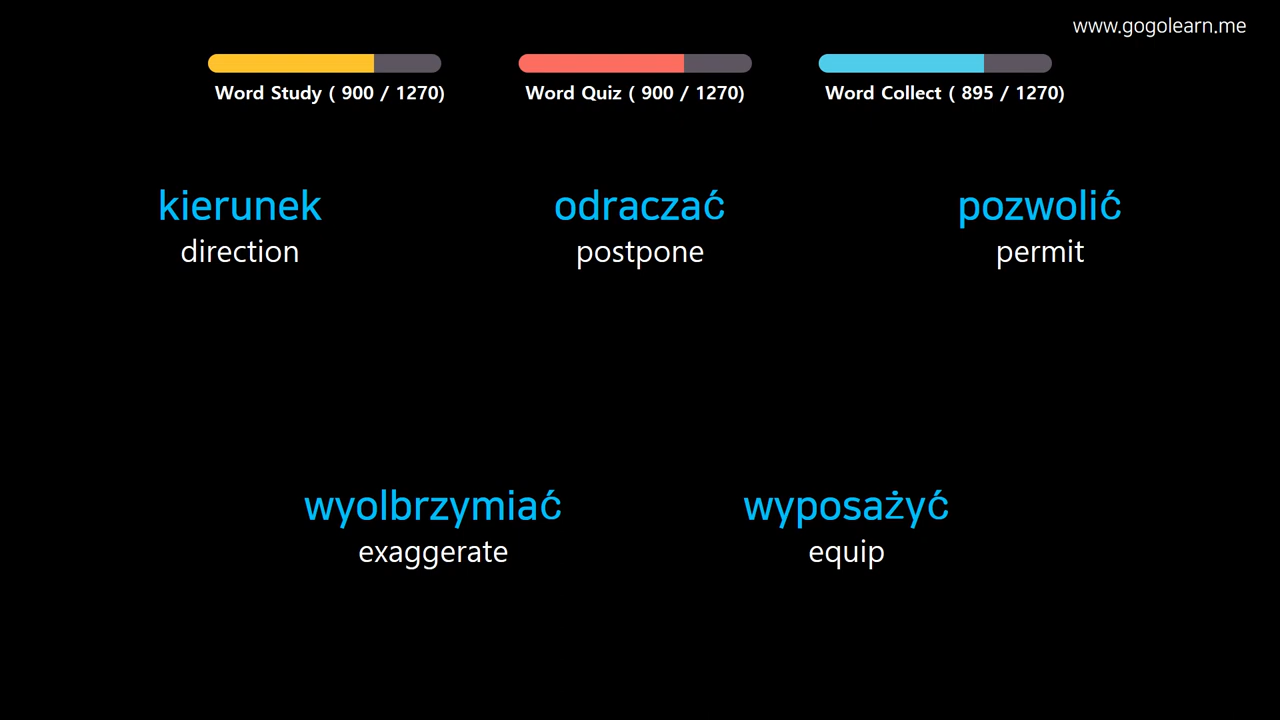 www.gogolearn.me
Word Study ( 900 / 1270)
Word Quiz ( 900 / 1270)
Word Collect ( 895 / 1270)
kierunek
direction
odraczać
postpone
pozwolić
permit
wyolbrzymiać
exaggerate
wyposażyć
equip